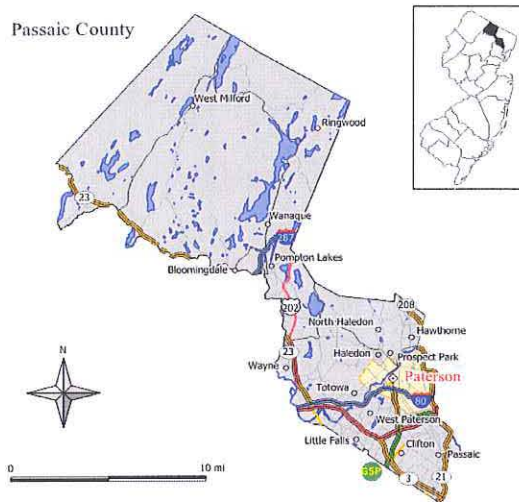 Passaic County
West Milford
Ringwood
23
Wanaque
287
Bloomingdale
Pompton Lakes
202
208
North Haledon
Hawthorne
23
Haledon
Prospect Park
Wayne
Paterson
Totowa
80
West Paterson
Little Falls
Clifton
Passaic
GSP
3
21
N
0
10 mi